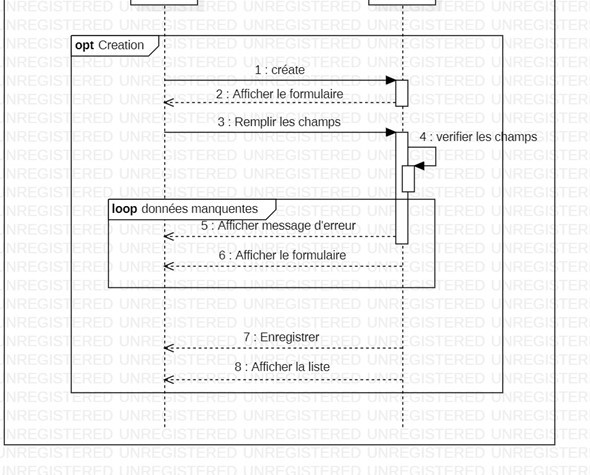 opt Creation
1 : créate
2 : Afficher le formulaire
3 : Remplir les champs
4 : verifier les champs
loop données manquentes
5 : Afficher message d'erreur
6 : Afficher le formulaire
7 : Enregistrer
8 : Afficher la liste